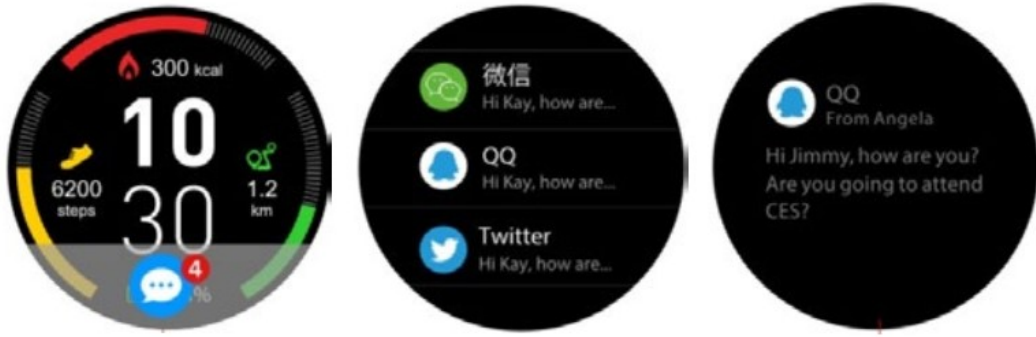 300 kcal
10
6200
steps
30
1.2
km
4
%
微信
Hi Kay, how are...
QQ
Hi Kay, how are...
Twitter
Hi Kay, how are...
QQ
From Angela
Hi Jimmy, how are you?
Are you going to attend
CES?